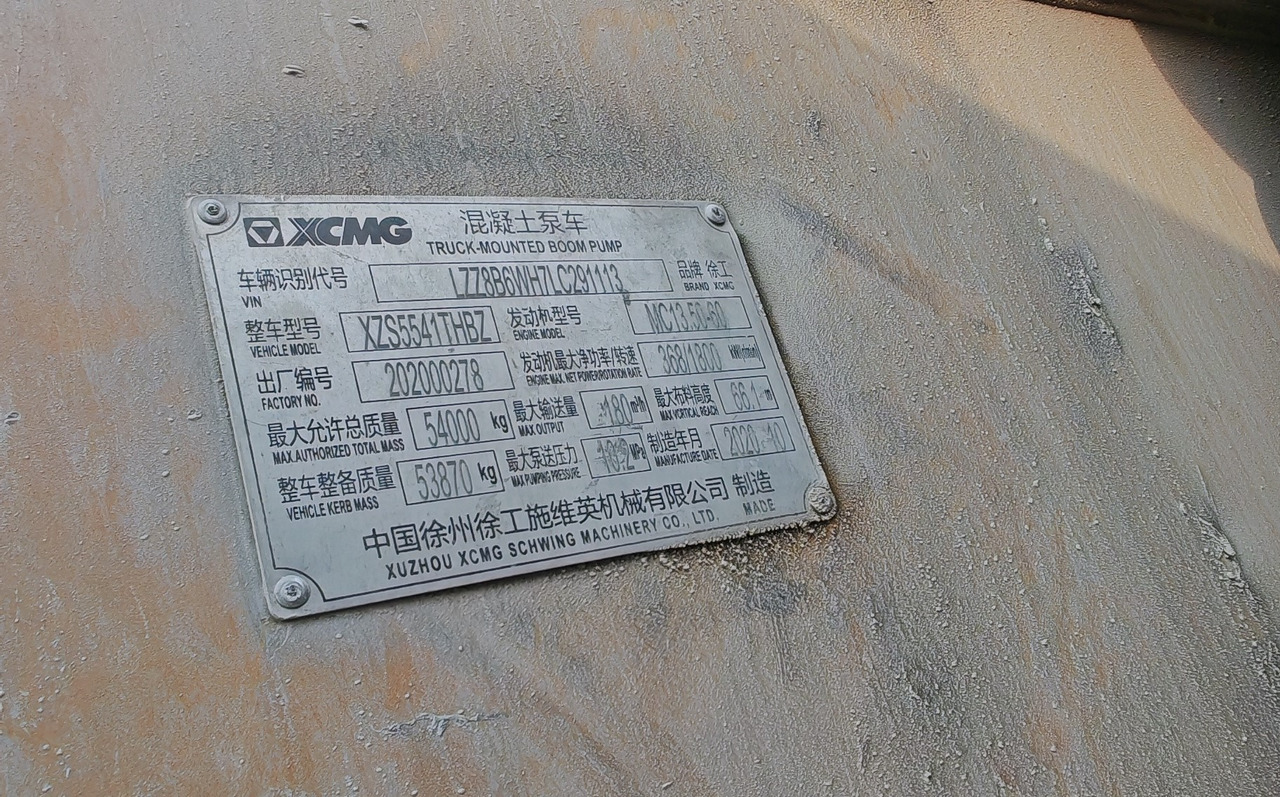 XCMG 混凝土泵车
TRUCK-MOUNTED BOOM PUMP
车辆识别代号 LZZ8B6WH7LC291113 品牌 徐工
VIN BRAND XCMG
整车型号 XZS5541THBZ 发动机型号 MC13.50-60
VEHICLE MODEL ENGINE MODEL
出厂编号 202000278 发动机最大净功率/转速 368/1800 kW/(r/min)
FACTORY NO. ENGINE MAX. NET POWER/ROTATION RATE
最大允许总质量 54000 kg 最大输送量 180 m³/h 最大布料高度 66.1 m
MAX.AUTHORIZED TOTAL MASS MAX OUTPUT MAX VORTICAL REACH
整车整备质量 53870 kg 最大泵送压力 MPa 制造年月 2020.10
VEHICLE KERB MASS MAX PUMPING PRESSURE MANUFACTURE DATE
中国徐州徐工施维英机械有限公司 制造
XUZHOU XCMG SCHWING MACHINERY CO., LTD. MADE